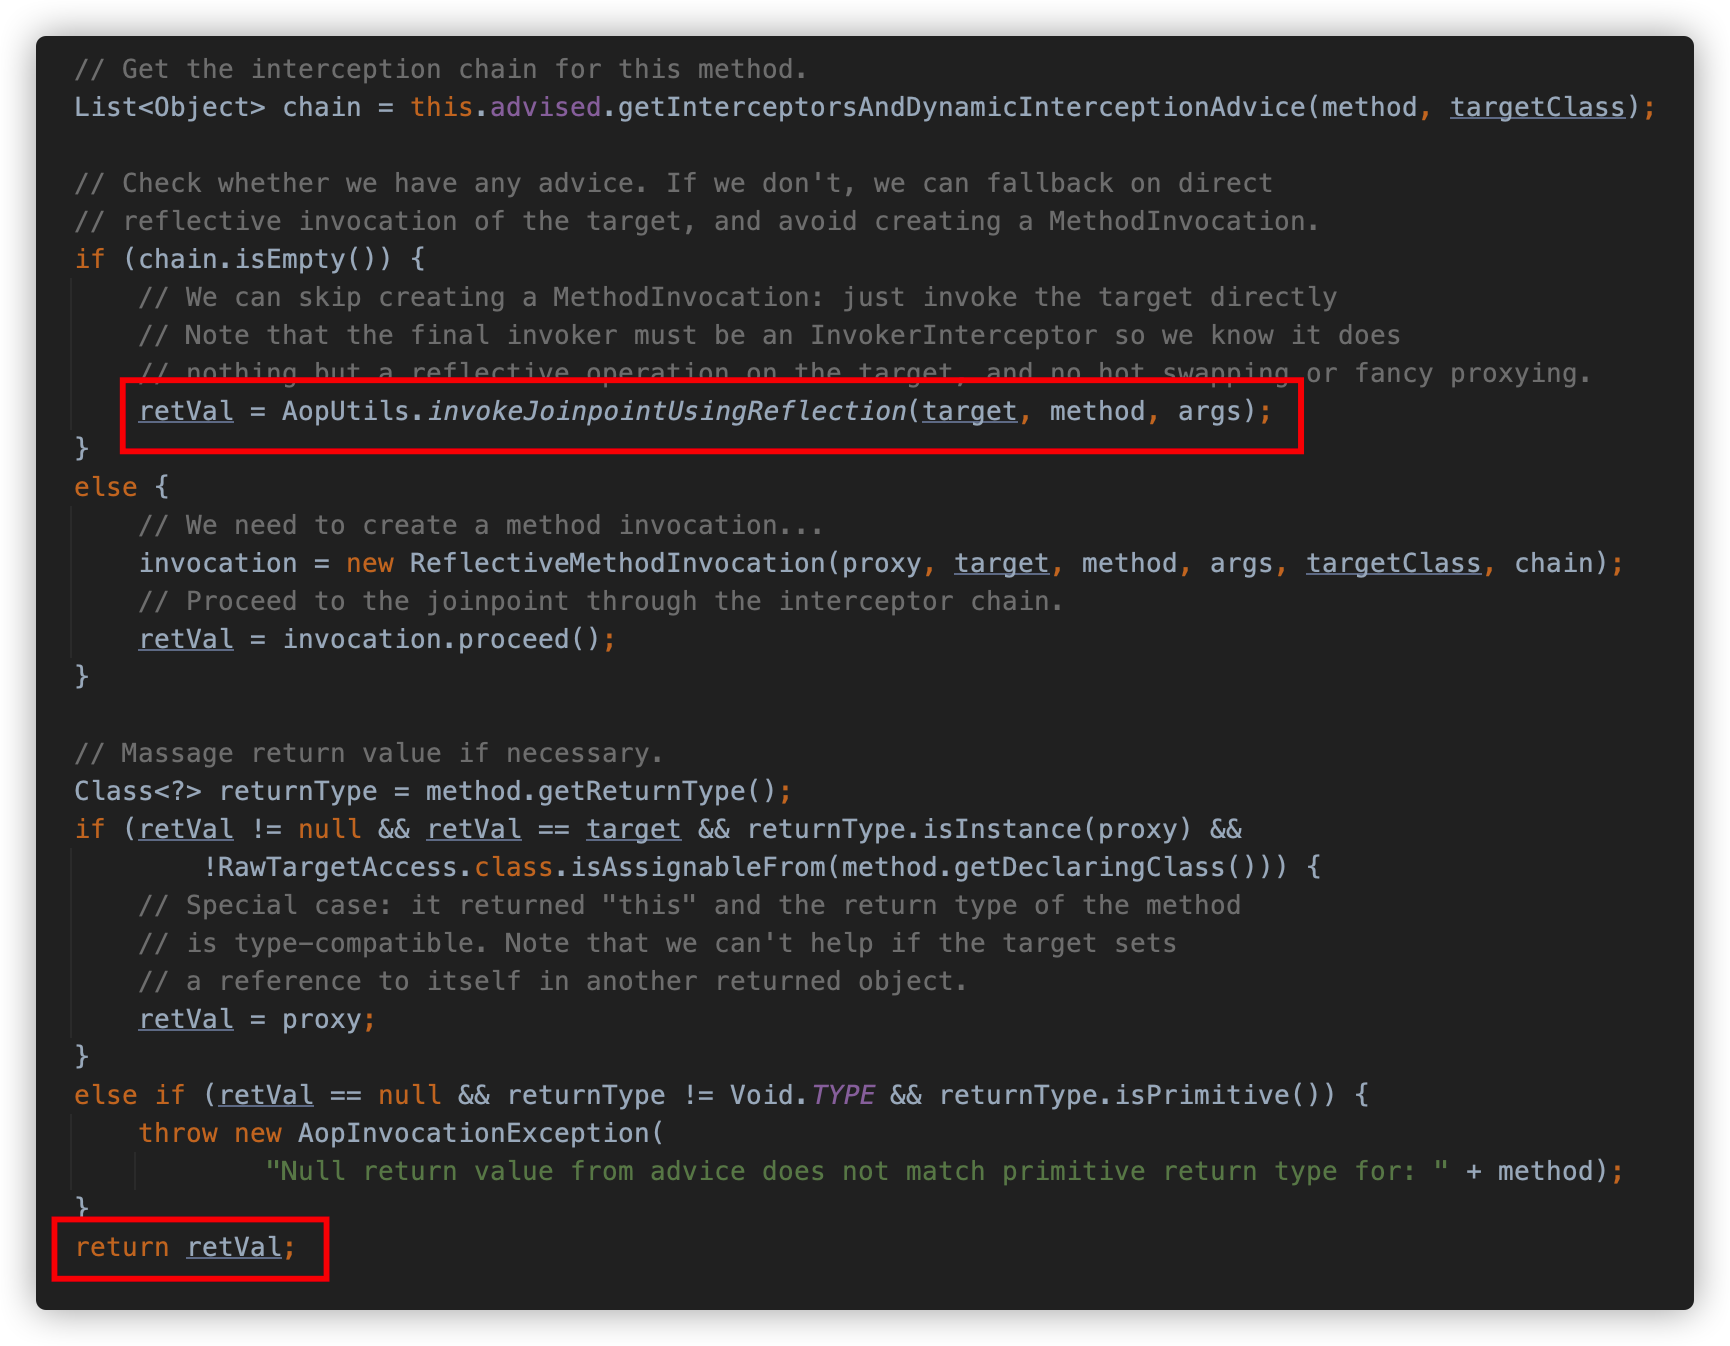 // Get the interception chain for this method.
List<Object> chain = this.advised.getInterceptorsAndDynamicInterceptionAdvice(method, targetClass);
// Check whether we have any advice. If we don't, we can fallback on direct
// reflective invocation of the target, and avoid creating a MethodInvocation.
if (chain.isEmpty()) {
// We can skip creating a MethodInvocation: just invoke the target directly
// Note that the final invoker must be an InvokerInterceptor so we know it does
// nothing but a reflective operation on the target, and no hot swapping or fancy proxying.
retVal = AopUtils.invokeJoinpointUsingReflection(target, method, args);
}
else {
// We need to create a method invocation...
invocation = new ReflectiveMethodInvocation(proxy, target, method, args, targetClass, chain);
// Proceed to the joinpoint through the interceptor chain.
retVal = invocation.proceed();
}
// Massage return value if necessary.
Class<?> returnType = method.getReturnType();
if (retVal != null && retVal == target && returnType.isInstance(proxy) &&
!RawTargetAccess.class.isAssignableFrom(method.getDeclaringClass())) {
// Special case: it returned "this" and the return type of the method
// is type-compatible. Note that we can't help if the target sets
// a reference to itself in another returned object.
retVal = proxy;
}
else if (retVal == null && returnType != Void.TYPE && returnType.isPrimitive()) {
throw new AopInvocationException(
"Null return value from advice does not match primitive return type for: " + method);
}
return retVal;